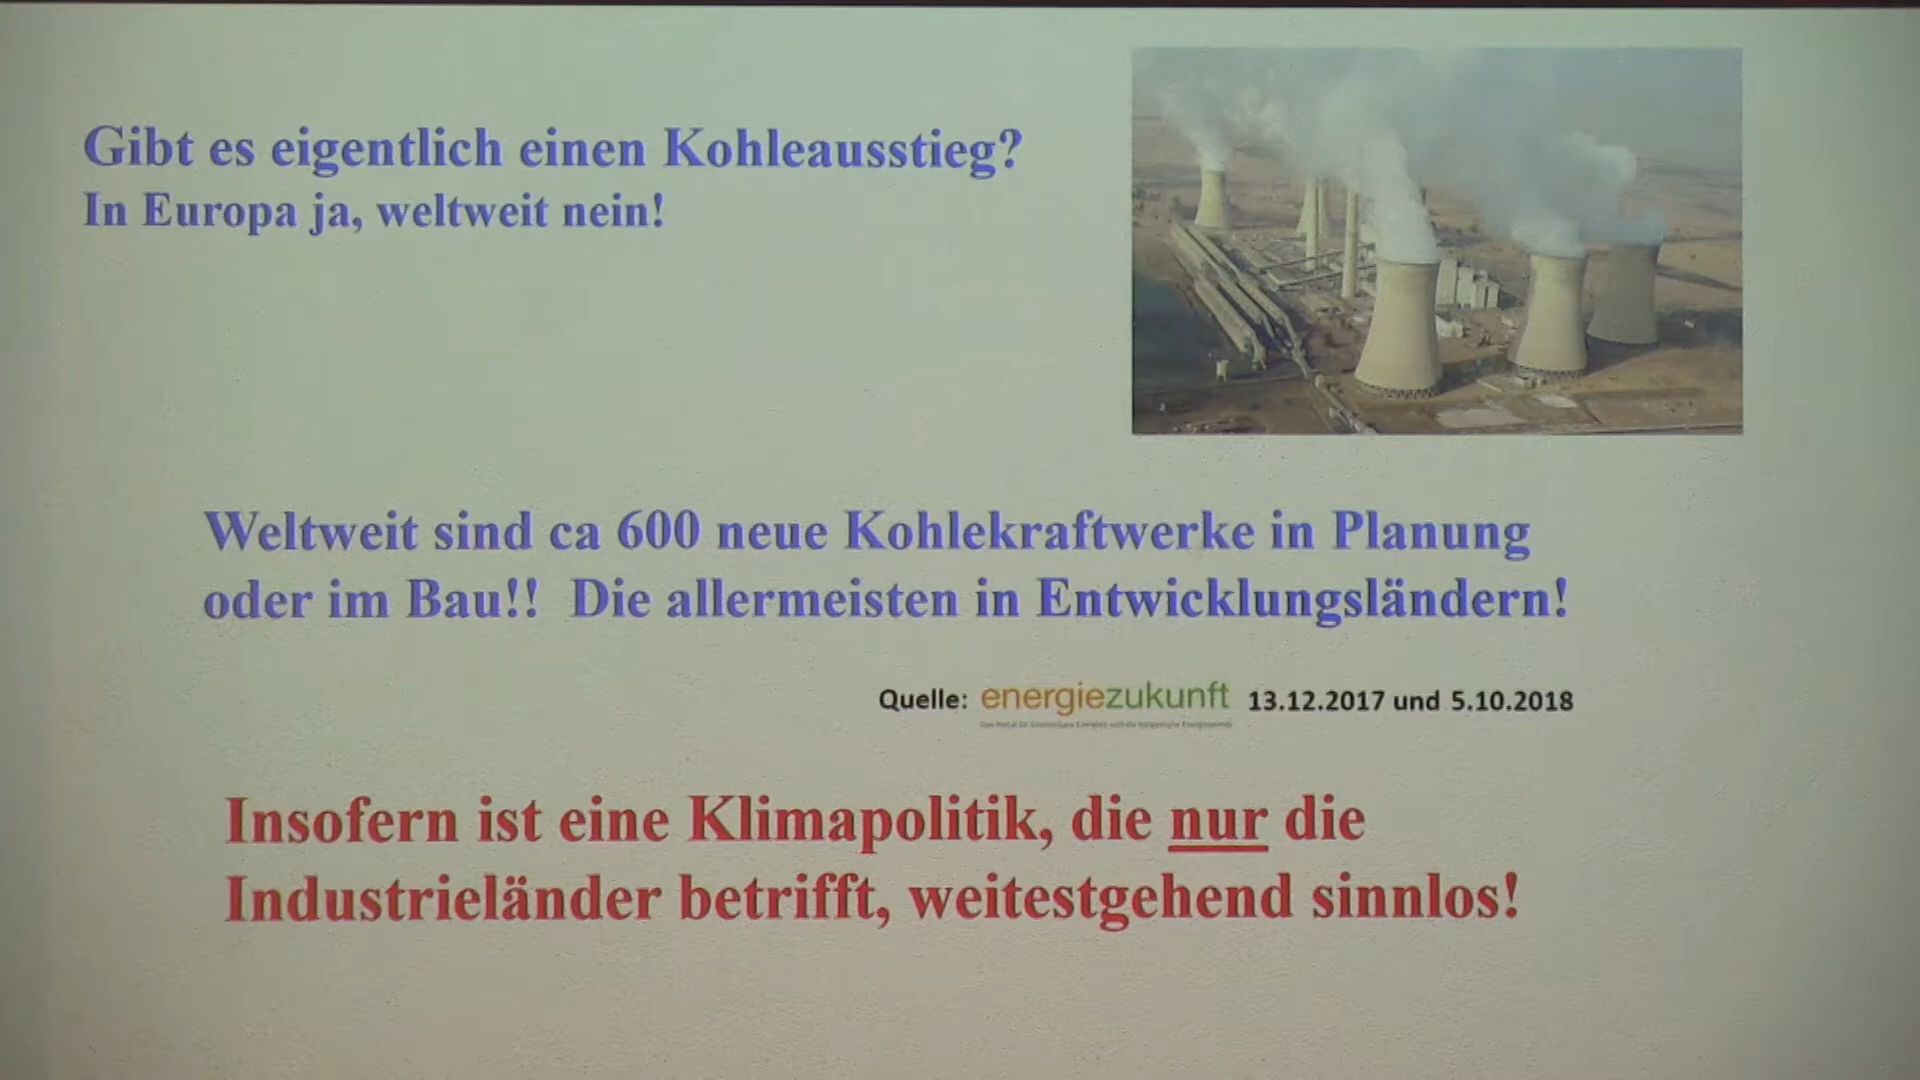 Gibt es eigentlich einen Kohleausstieg?
In Europa ja, weltweit nein!
Weltweit sind ca 600 neue Kohlekraftwerke in Planung
oder im Bau!! Die allermeisten in Entwicklungsländern!
Quelle: energiezukunft 13.12.2017 und 5.10.2018
Insofern ist eine Klimapolitik, die nur die
Industrieländer betrifft, weitestgehend sinnlos!